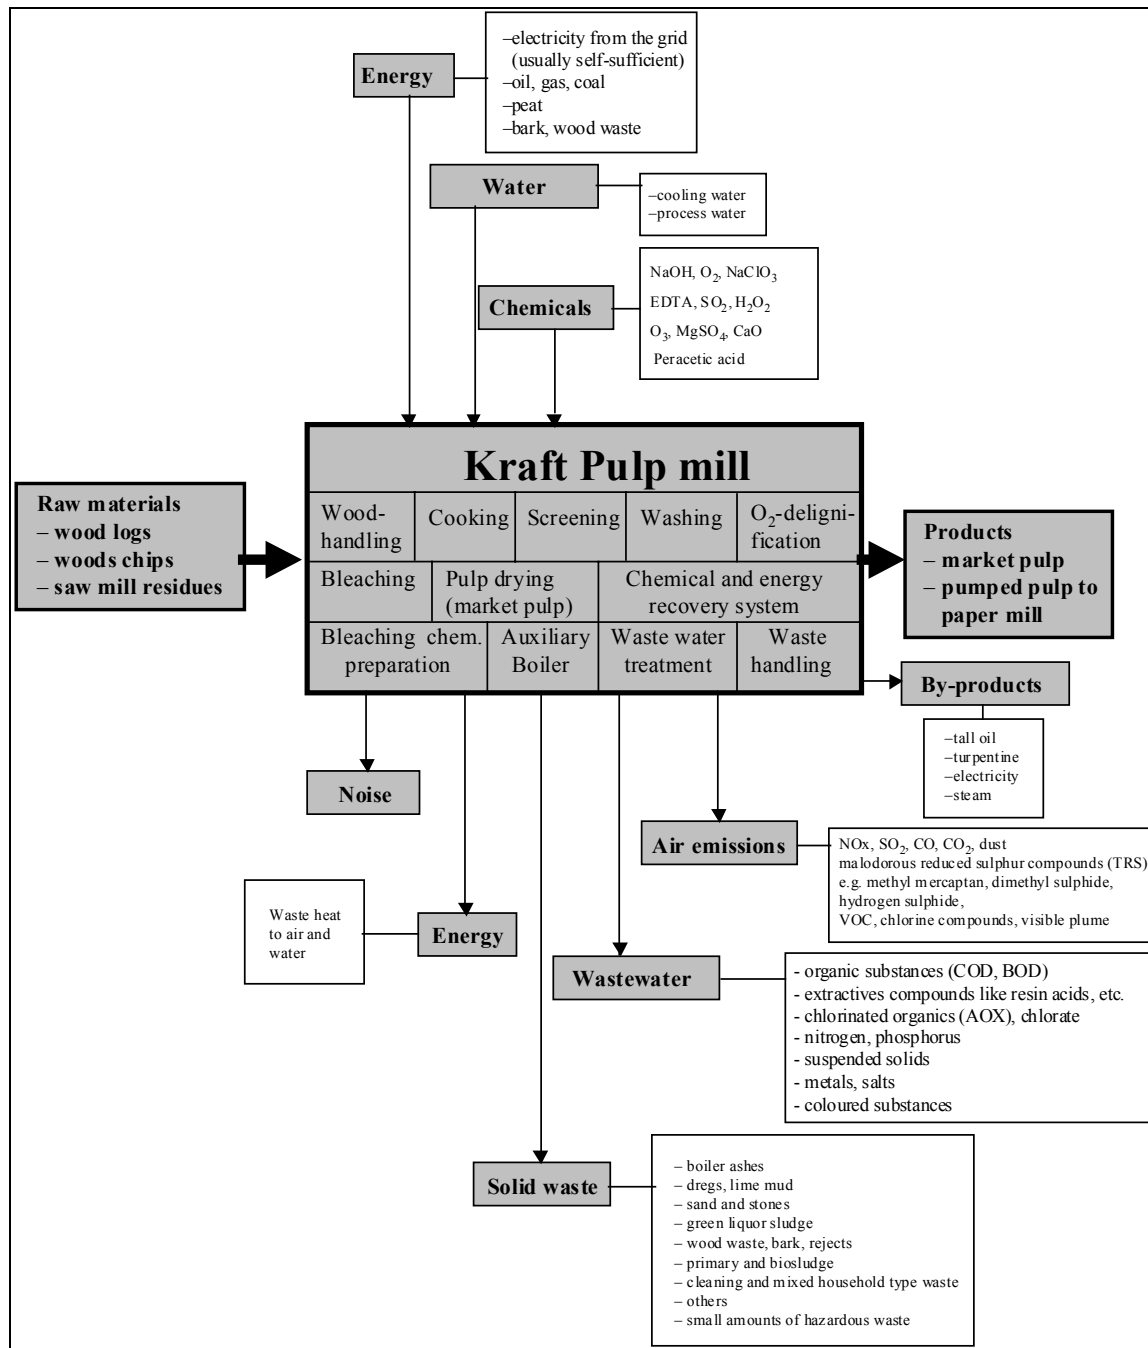 Energy
–electricity from the grid
(usually self-sufficient)
–oil, gas, coal
–peat
–bark, wood waste
Water
–cooling water
–process water
Chemicals
NaOH, O2, NaClO3
EDTA, SO2, H2O2
O3, MgSO4, CaO
Peracetic acid
Raw materials
– wood logs
– woods chips
– saw mill residues
Kraft Pulp mill
Wood-
handling
Cooking
Screening
Washing
O2-deligni-
fication
Bleaching
Pulp drying
(market pulp)
Chemical and energy
recovery system
Bleaching chem.
preparation
Auxiliary
Boiler
Waste water
treatment
Waste
handling
Products
– market pulp
– pumped pulp to
paper mill
By-products
–tall oil
–turpentine
–electricity
–steam
Noise
Air emissions
NOx, SO2, CO, CO2, dust
malodorous reduced sulphur compounds (TRS)
e.g. methyl mercaptan, dimethyl sulphide,
hydrogen sulphide,
VOC, chlorine compounds, visible plume
Waste heat
to air and
water
Energy
Wastewater
- organic substances (COD, BOD)
- extractives compounds like resin acids, etc.
- chlorinated organics (AOX), chlorate
- nitrogen, phosphorus
- suspended solids
- metals, salts
- coloured substances
Solid waste
– boiler ashes
– dregs, lime mud
– sand and stones
– green liquor sludge
– wood waste, bark, rejects
– primary and biosludge
– cleaning and mixed household type waste
– others
– small amounts of hazardous waste